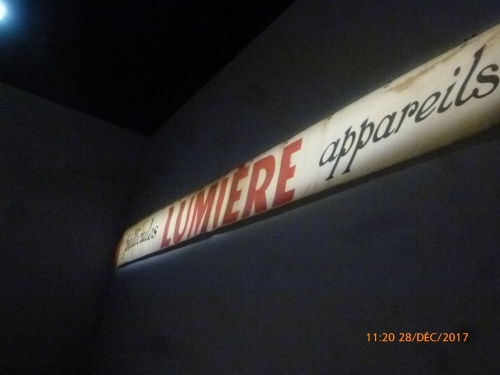 pellicules LUMIÈRE appareils
11:20 28/DÉC/2017